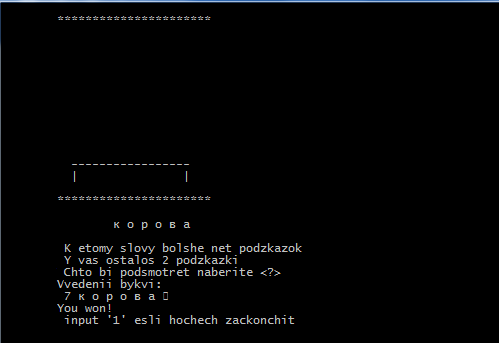 **********************
-----------------
| |
**********************
к о р о в а
K etomy slovy bolshe net podzkazok
Y vas ostalos 2 podzkazki
Chto bi podsmotret naberite <?>
Vvedenii bykvi:
7 к о р о в а ▯
You won!
input '1' esli hochech zackonchit